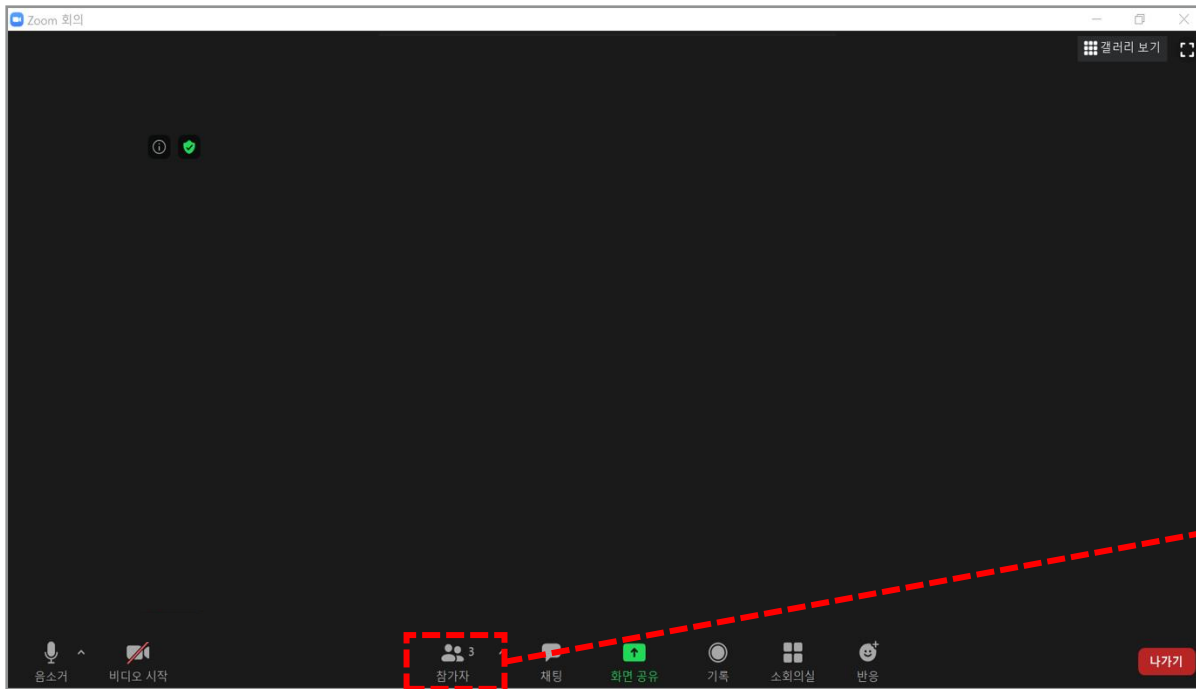 Zoom 회의
갤러리 보기
3
음소거
비디오 시작
참가자
채팅
화면 공유
기록
소회의실
반응
나가기